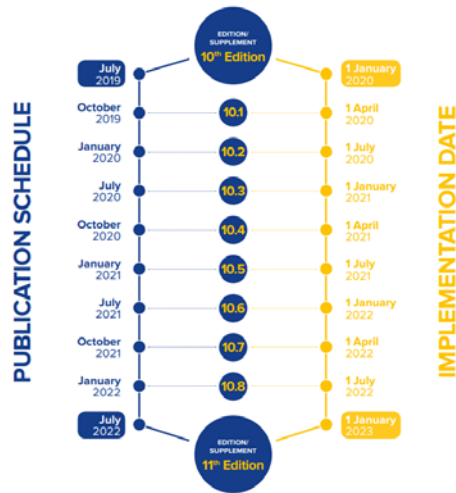 EDITION/
SUPPLEMENT
10th Edition
July
2019
1 January
2020
October
2019
10.1
1 April
2020
January
2020
10.2
1 July
2020
July
2020
10.3
1 January
2021
October
2020
10.4
1 April
2021
January
2021
10.5
1 July
2021
July
2021
10.6
1 January
2022
October
2021
10.7
1 April
2022
January
2022
10.8
1 July
2022
July
2022
1 January
2023
EDITION/
SUPPLEMENT
11th Edition
PUBLICATION SCHEDULE
IMPLEMENTATION DATE